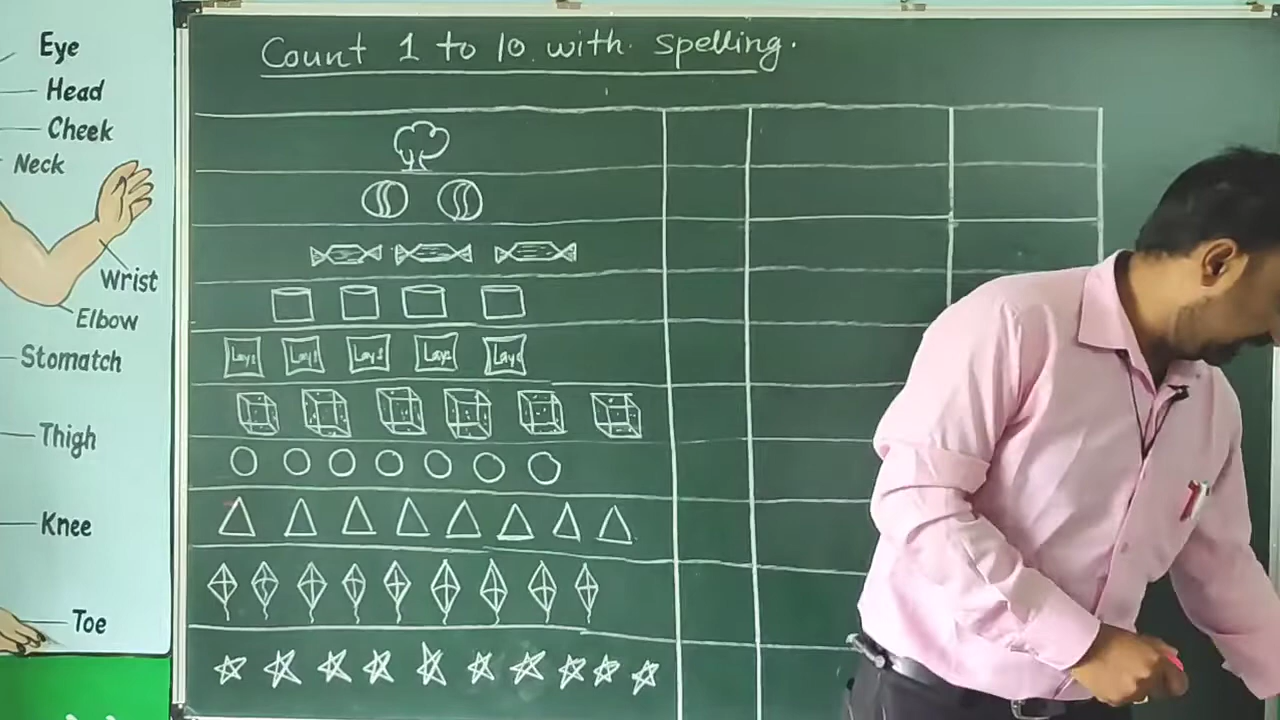 Eye
Head
Cheek
Neck
Wrist
Elbow
Stomatch
Thigh
Knee
Toe
Count 1 to 10 with spelling.
Lays Lays Lays Lays Lays